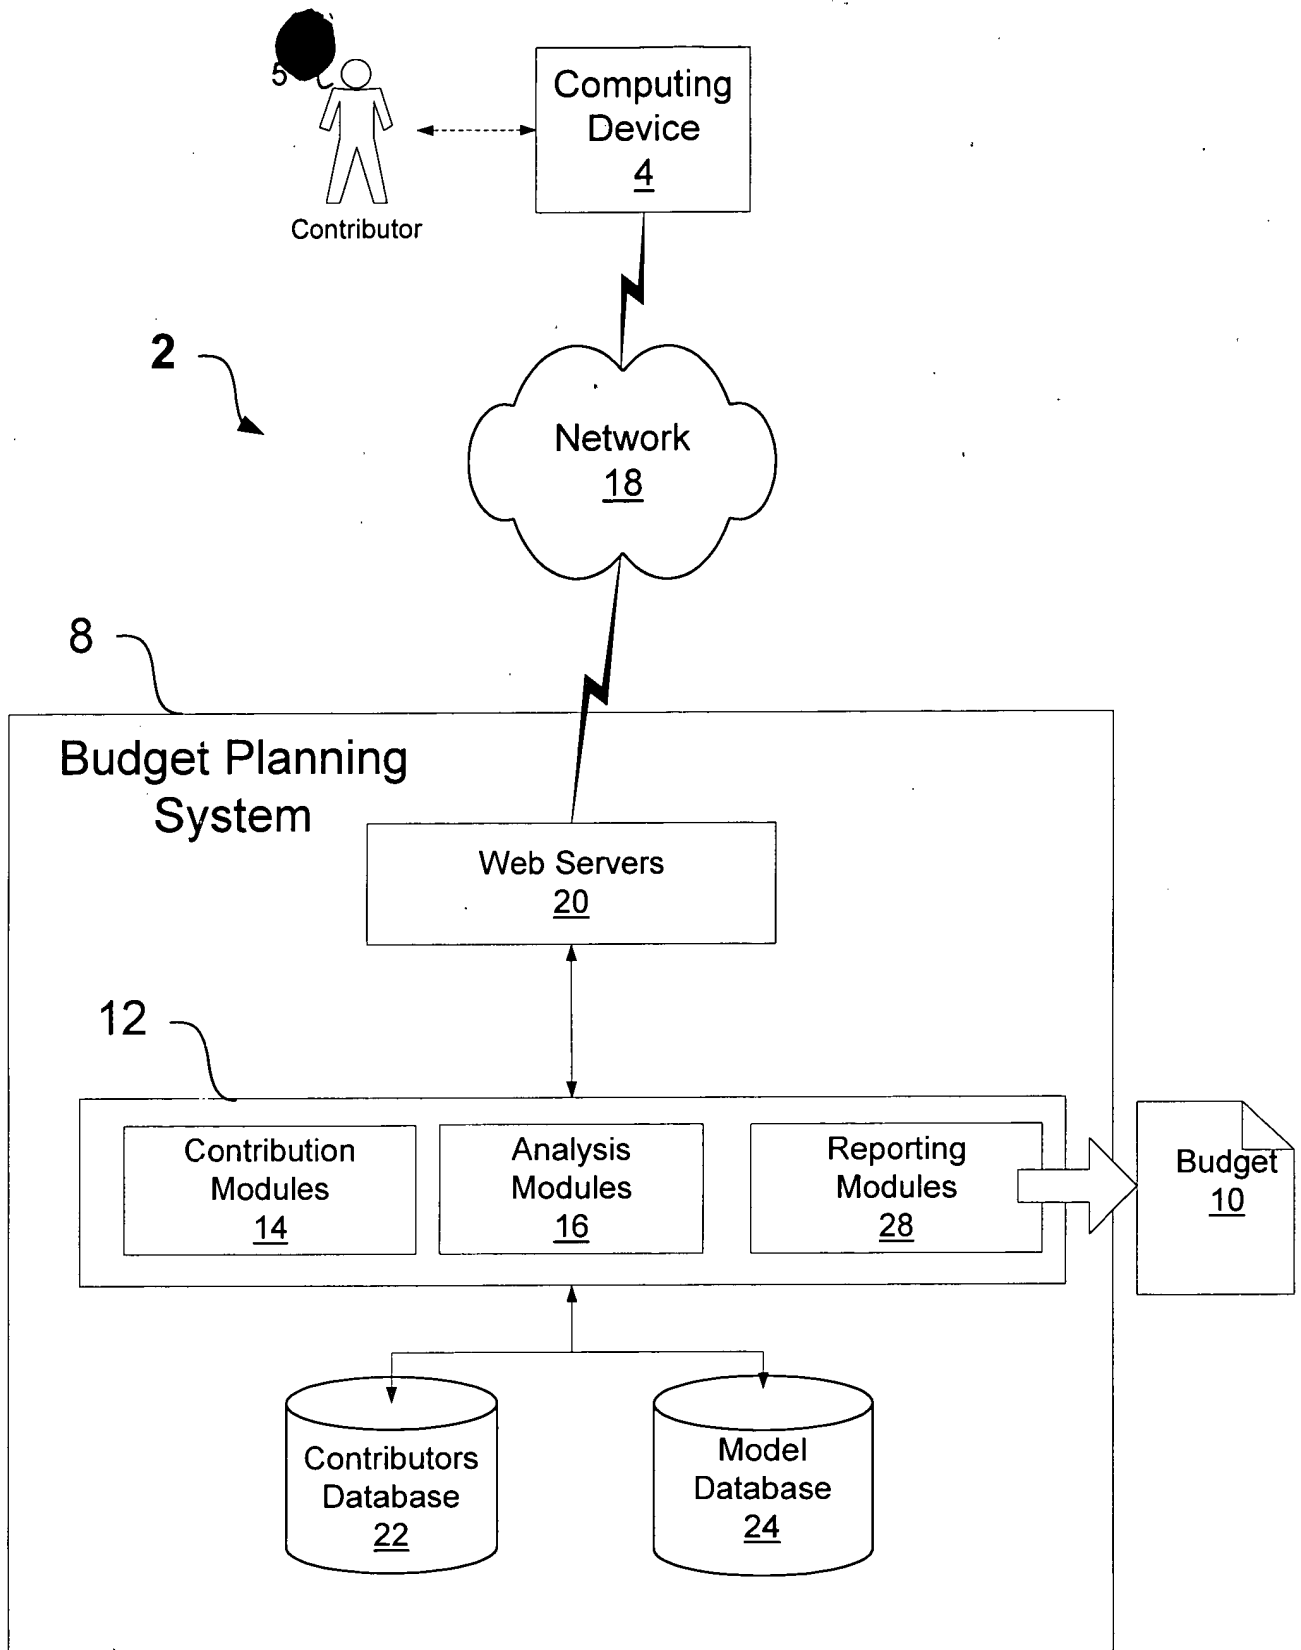 5
Computing
Device
4
Contributor
2
Network
18
8
Budget Planning
System
Web Servers
20
12
Contribution
Modules
14
Analysis
Modules
16
Reporting
Modules
28
Budget
10
Contributors
Database
22
Model
Database
24